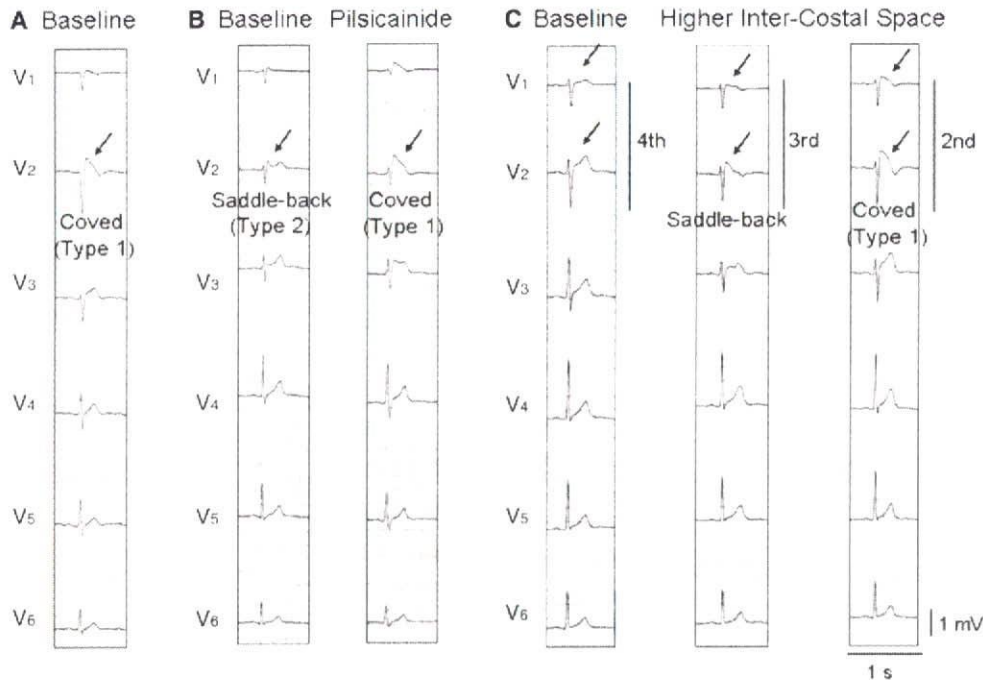 A Baseline
B Baseline Pilsicainide
C Baseline Higher Inter-Costal Space
V1
V2
Coved
(Type 1)
V3
V4
V5
V6
V1
V2
Saddle-back
(Type 2)
Coved
(Type 1)
V3
V4
V5
V6
V1
V2
4th
3rd
2nd
Saddle-back
Coved
(Type 1)
V3
V4
V5
V6
1 mV
1 s